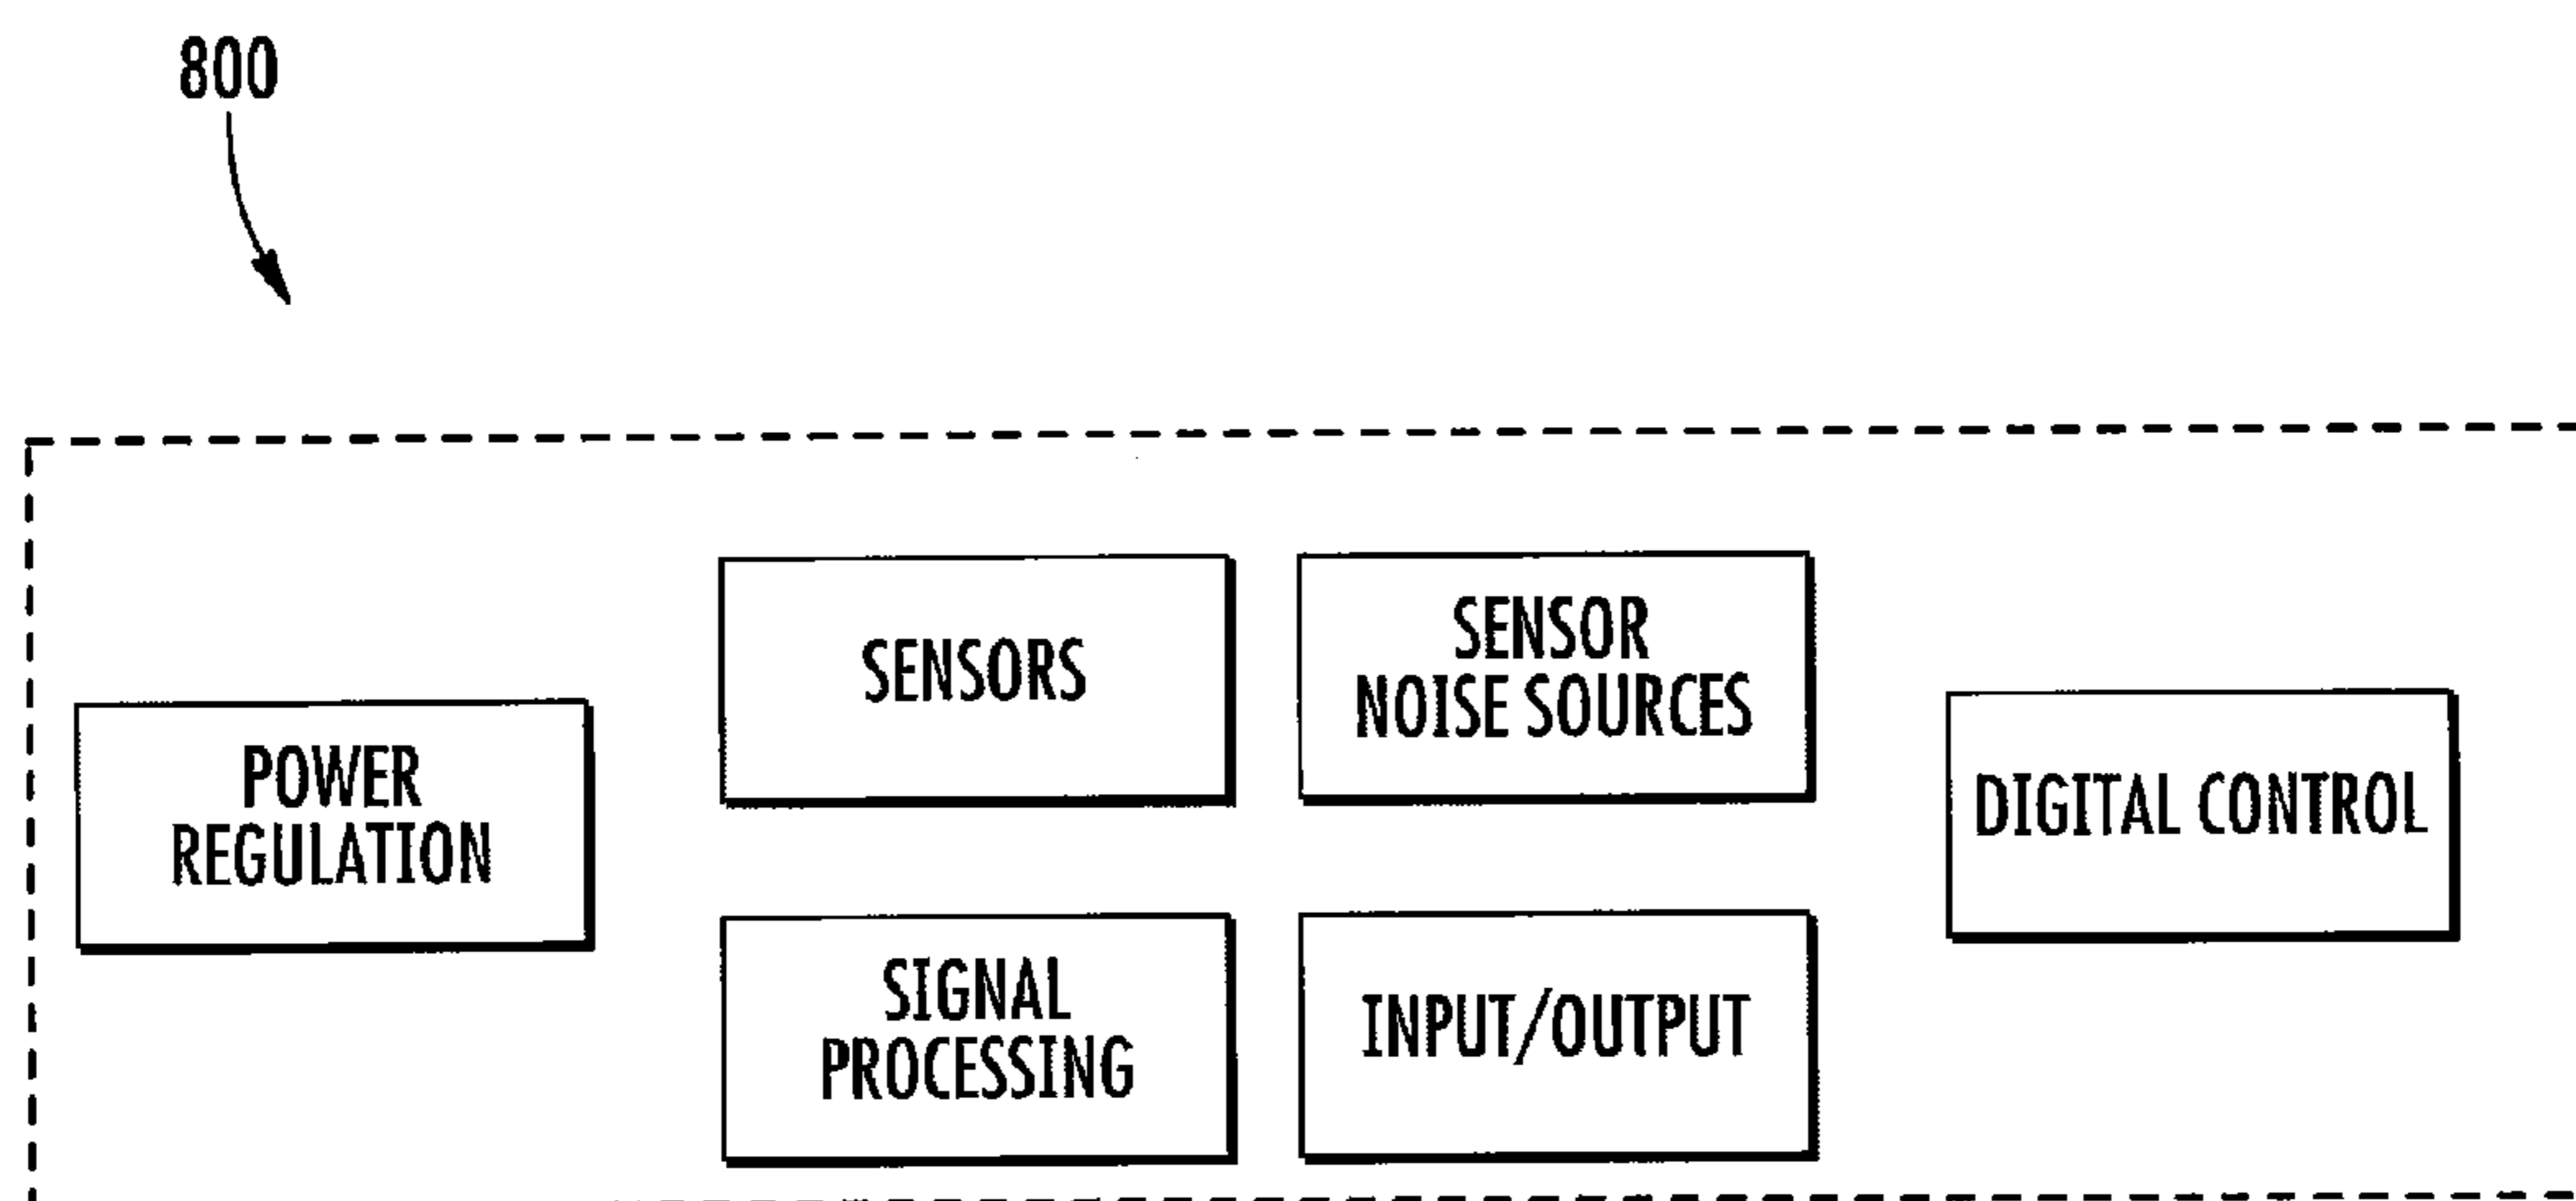 800
POWER
REGULATION
SENSORS
SENSOR
NOISE SOURCES
SIGNAL
PROCESSING
INPUT/OUTPUT
DIGITAL CONTROL